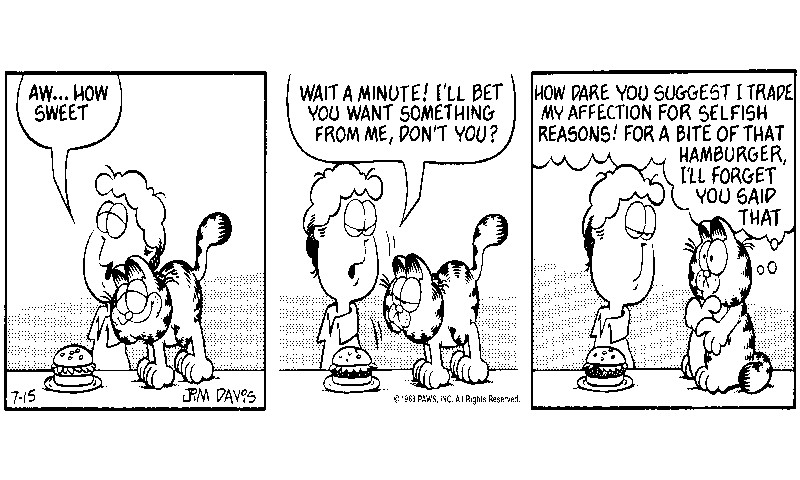 AW... HOW
SWEET
7-15
JIM DAVIS
WAIT A MINUTE! I'LL BET
YOU WANT SOMETHING
FROM ME, DON'T YOU?
© 1983 PAWS, INC. All Rights Reserved.
HOW DARE YOU SUGGEST I TRADE
MY AFFECTION FOR SELFISH
REASONS! FOR A BITE OF THAT
HAMBURGER,
I'LL FORGET
YOU SAID
THAT